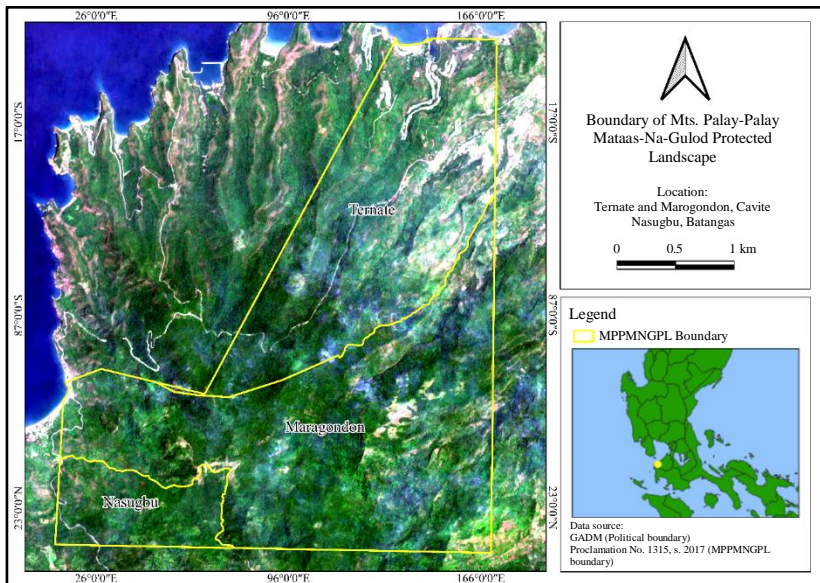 26°0′0″E
96°0′0″E
166°0′0″E
17°0′0″S
17°0′0″S
Ternate
87°0′0″S
87°0′0″S
Maragondon
Nasugbu
23°0′0″N
23°0′0″N
26°0′0″E
96°0′0″E
166°0′0″E
Boundary of Mts. Palay-Palay
Mataas-Na-Gulod Protected
Landscape
Location:
Ternate and Marogondon, Cavite
Nasugbu, Batangas
0 0.5 1 km
Legend
MPPMNGPL Boundary
Data source:
GADM (Political boundary)
Proclamation No. 1315, s. 2017 (MPPMNGPL
boundary)